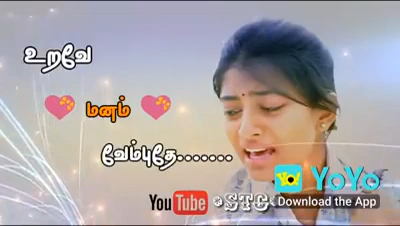 உறவே
மனம்
வேம்புதே.......
YoYo
YouTube STG Download the App